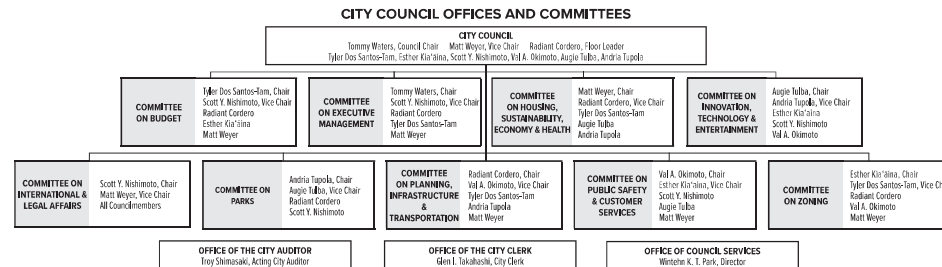 CITY COUNCIL OFFICES AND COMMITTEES
CITY COUNCIL
Tommy Waters, Council Chair Matt Weyer, Vice Chair Radiant Cordero, Floor Leader
Tyler Dos Santos-Tam, Esther Kia'āina, Scott Y. Nishimoto, Val A. Okimoto, Augie Tulba, Andria Tupola
COMMITTEE
ON BUDGET
Tyler Dos Santos-Tam, Chair
Scott Y. Nishimoto, Vice Chair
Radiant Cordero
Esther Kia'āina
Matt Weyer
COMMITTEE
ON EXECUTIVE
MANAGEMENT
Tommy Waters, Chair
Scott Y. Nishimoto, Vice Chair
Radiant Cordero
Tyler Dos Santos-Tam
Matt Weyer
COMMITTEE
ON HOUSING,
SUSTAINABILITY,
ECONOMY & HEALTH
Matt Weyer, Chair
Radiant Cordero, Vice Chair
Tyler Dos Santos-Tam
Augie Tulba
Andria Tupola
COMMITTEE
ON INNOVATION,
TECHNOLOGY &
ENTERTAINMENT
Augie Tulba, Chair
Andria Tupola, Vice Chair
Esther Kia'āina
Scott Y. Nishimoto
Val A. Okimoto
COMMITTEE ON
INTERNATIONAL &
LEGAL AFFAIRS
Scott Y. Nishimoto, Chair
Matt Weyer, Vice Chair
All Councilmembers
COMMITTEE ON
PARKS
Andria Tupola, Chair
Augie Tulba, Vice Chair
Radiant Cordero
Scott Y. Nishimoto
COMMITTEE
ON PLANNING,
INFRASTRUCTURE
&
TRANSPORTATION
Radiant Cordero, Chair
Val A. Okimoto, Vice Chair
Tyler Dos Santos-Tam
Andria Tupola
Matt Weyer
COMMITTEE ON
PUBLIC SAFETY
& CUSTOMER
SERVICES
Val A. Okimoto, Chair
Esther Kia'āina, Vice Chair
Scott Y. Nishimoto
Augie Tulba
Matt Weyer
COMMITTEE
ON ZONING
Esther Kia'āina, Chair
Tyler Dos Santos-Tam, Vice Ch
Radiant Cordero
Val A. Okimoto
Matt Weyer
OFFICE OF THE CITY AUDITOR
Troy Shimasaki, Acting City Auditor
OFFICE OF THE CITY CLERK
Glen I. Takahashi, City Clerk
OFFICE OF COUNCIL SERVICES
Wintehn K. T. Park, Director